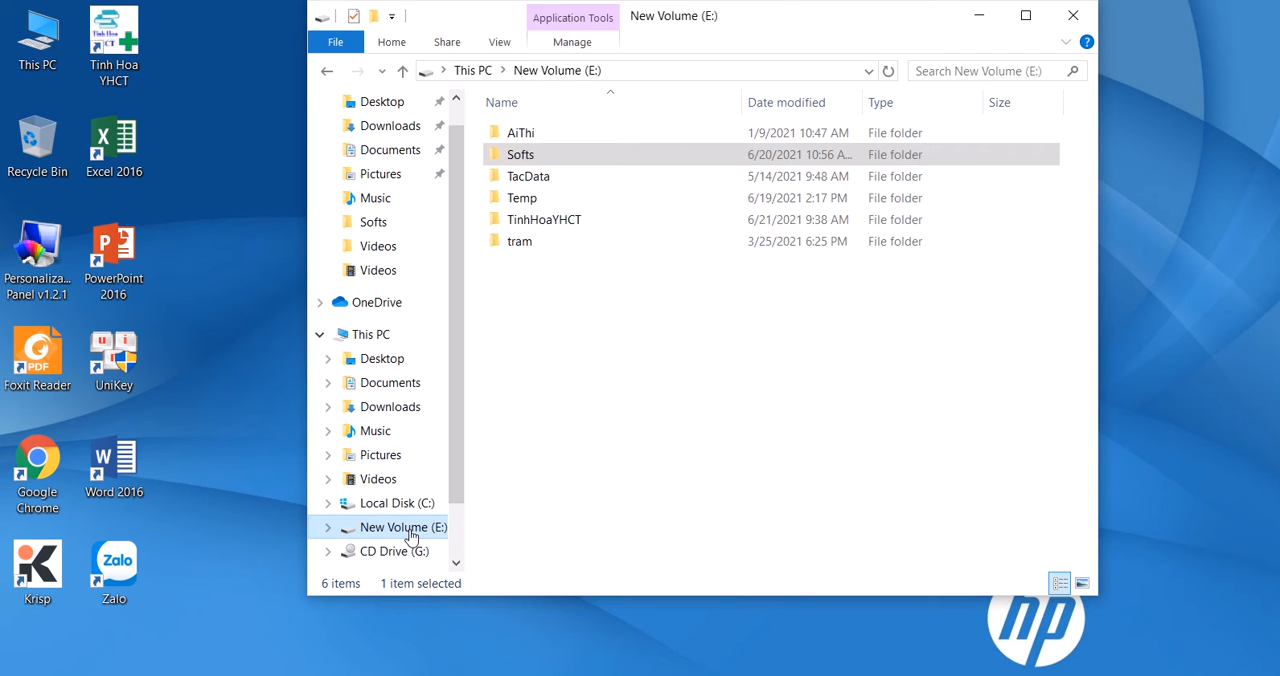 This PC
Tinh Hoa
YHCT
Recycle Bin
Excel 2016
Personaliza...
Panel v1.2.1
PowerPoint
2016
PDF
Foxit Reader
UniKey
Google
Chrome
Word 2016
Krisp
Zalo
Zalo
Application Tools
New Volume (E:)
File
Home
Share
View
Manage
This PC
New Volume (E:)
Search New Volume (E:)
Desktop
Downloads
Documents
Pictures
Music
Softs
Videos
Videos
OneDrive
This PC
Desktop
Documents
Downloads
Music
Pictures
Videos
Local Disk (C:)
New Volume (E:)
CD Drive (G:)
Name Date modified Type Size
AiThi 1/9/2021 10:47 AM File folder
Softs 6/20/2021 10:56 A... File folder
TacData 5/14/2021 9:48 AM File folder
Temp 6/19/2021 2:17 PM File folder
TinhHoaYHCT 6/21/2021 9:38 AM File folder
tram 3/25/2021 6:25 PM File folder
6 items 1 item selected
hp